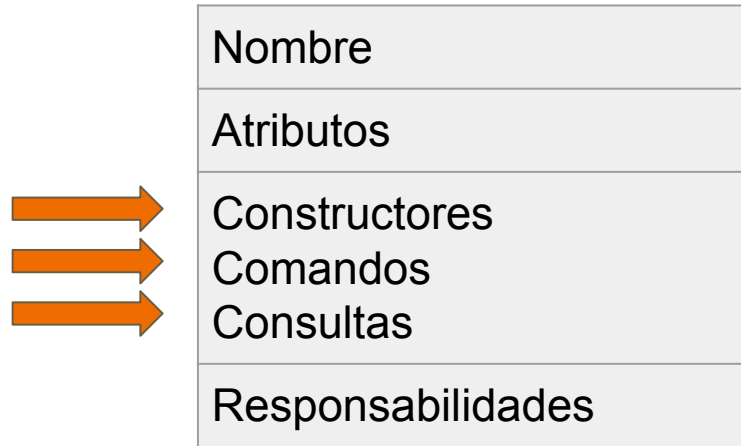 Nombre
Atributos
Constructores
Comandos
Consultas
Responsabilidades